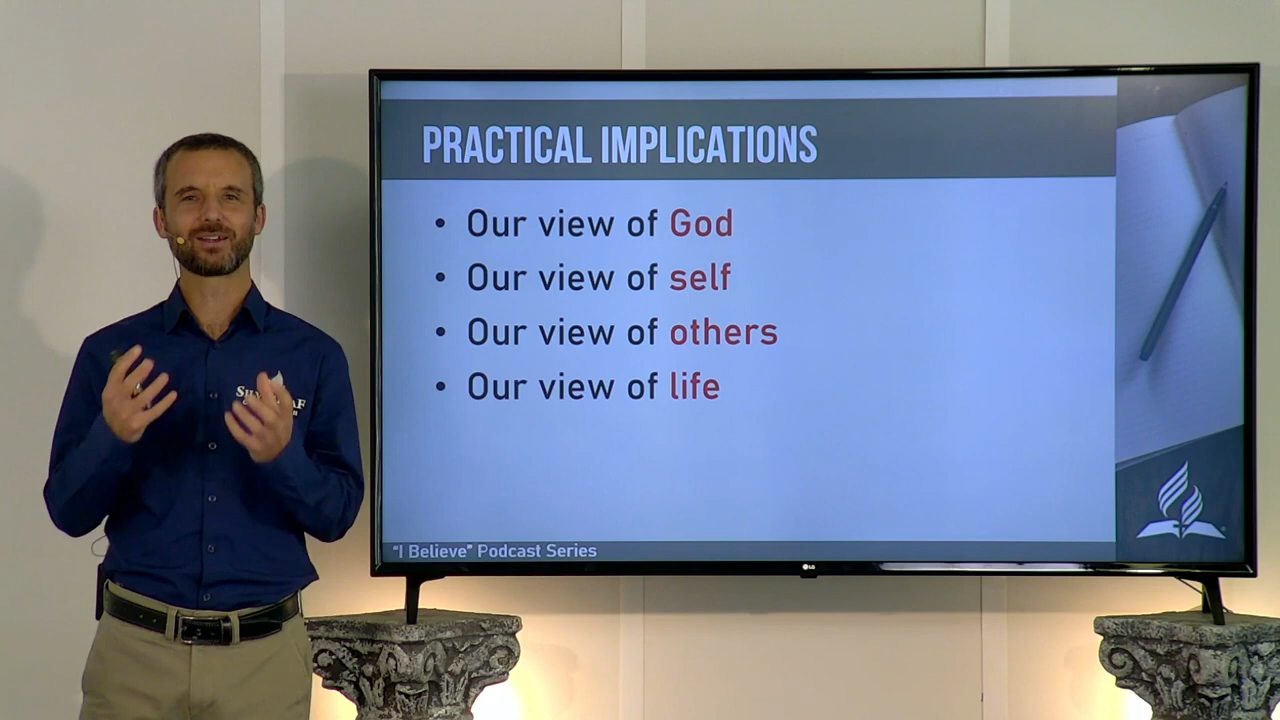 PRACTICAL IMPLICATIONS
• Our view of God
• Our view of self
• Our view of others
• Our view of life
"I Believe" Podcast Series
LG